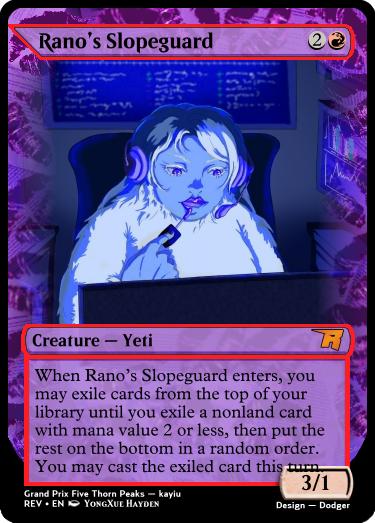 Rano's Slopeguard 2
Creature — Yeti
When Rano's Slopeguard enters, you
may exile cards from the top of your
library until you exile a nonland card
with mana value 2 or less, then put the
rest on the bottom in a random order.
You may cast the exiled card this turn.
3/1
Grand Prix Five Thorn Peaks — kayiu
REV • EN YongXue Hayden
Design — Dodger